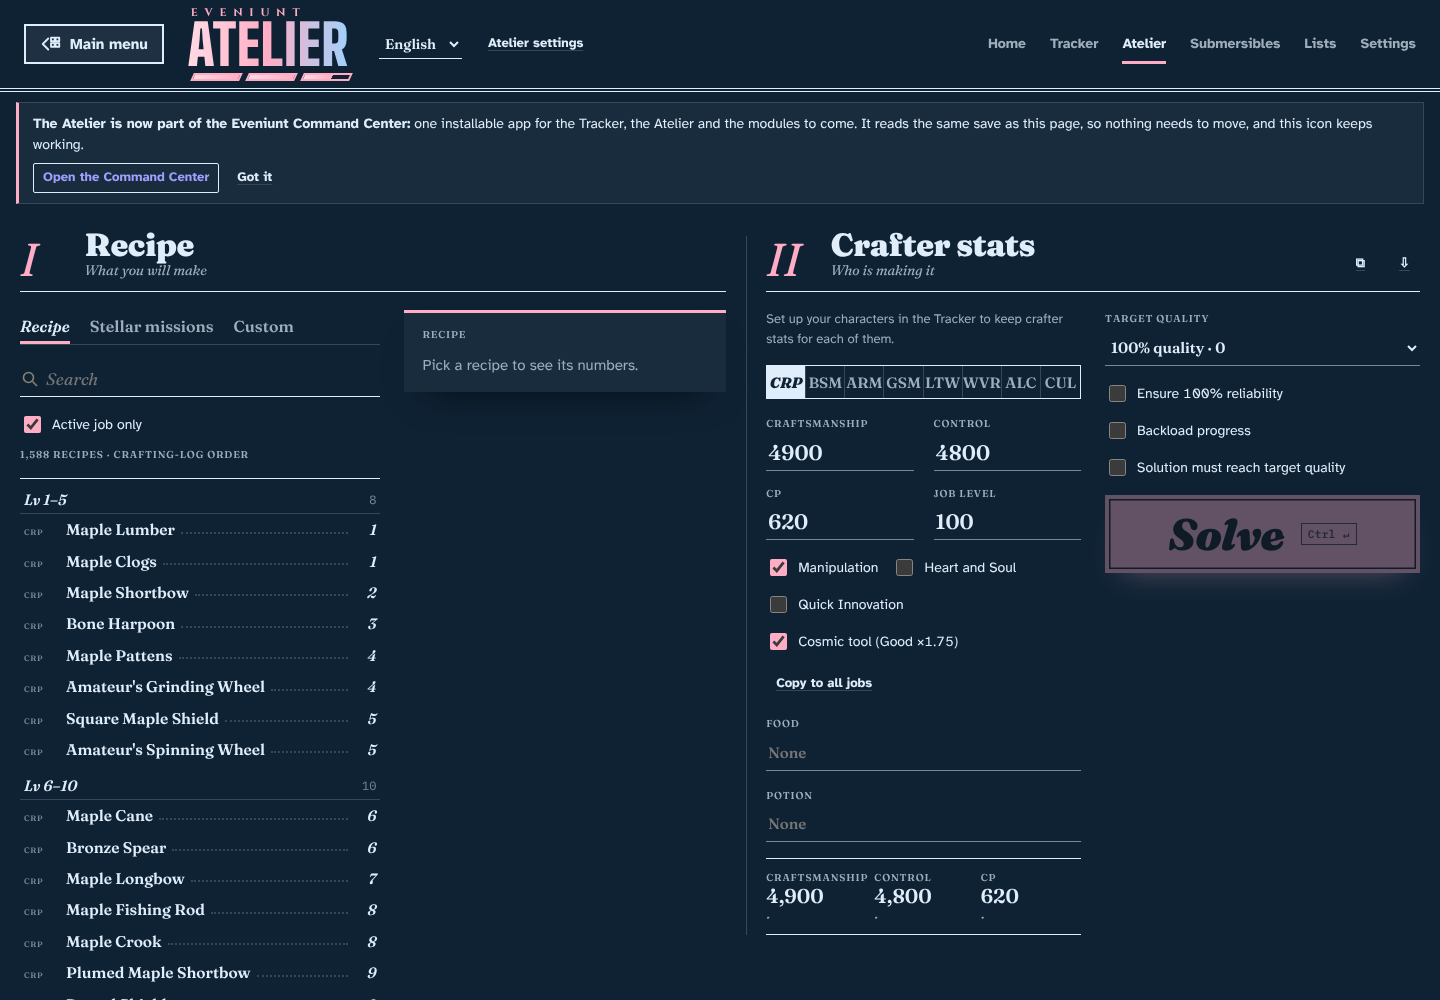 Main menu
EVENIUNT
ATELIER
English
Atelier settings
Home
Tracker
Atelier
Submersibles
Lists
Settings
The Atelier is now part of the Eveniunt Command Center: one installable app for the Tracker, the Atelier and the modules to come. It reads the same save as this page, so nothing needs to move, and this icon keeps
working.
Open the Command Center
Got it
I
Recipe
What you will make
Recipe
Stellar missions
Custom
Search
Active job only
1,588 RECIPES · CRAFTING-LOG ORDER
Lv 1–5 8
CRP Maple Lumber 1
CRP Maple Clogs 1
CRP Maple Shortbow 2
CRP Bone Harpoon 3
CRP Maple Pattens 4
CRP Amateur's Grinding Wheel 4
CRP Square Maple Shield 5
CRP Amateur's Spinning Wheel 5
Lv 6–10 10
CRP Maple Cane 6
CRP Bronze Spear 6
CRP Maple Longbow 7
CRP Maple Fishing Rod 8
CRP Maple Crook 8
CRP Plumed Maple Shortbow 9
RECIPE
Pick a recipe to see its numbers.
II
Crafter stats
Who is making it
Set up your characters in the Tracker to keep crafter
stats for each of them.
CRP BSM ARM GSM LTW WVR ALC CUL
CRAFTSMANSHIP CONTROL
4900 4800
CP JOB LEVEL
620 100
Manipulation Heart and Soul
Quick Innovation
Cosmic tool (Good ×1.75)
Copy to all jobs
FOOD
None
POTION
None
CRAFTSMANSHIP CONTROL CP
4,900 4,800 620
TARGET QUALITY
100% quality · 0
Ensure 100% reliability
Backload progress
Solution must reach target quality
Solve Ctrl ↵